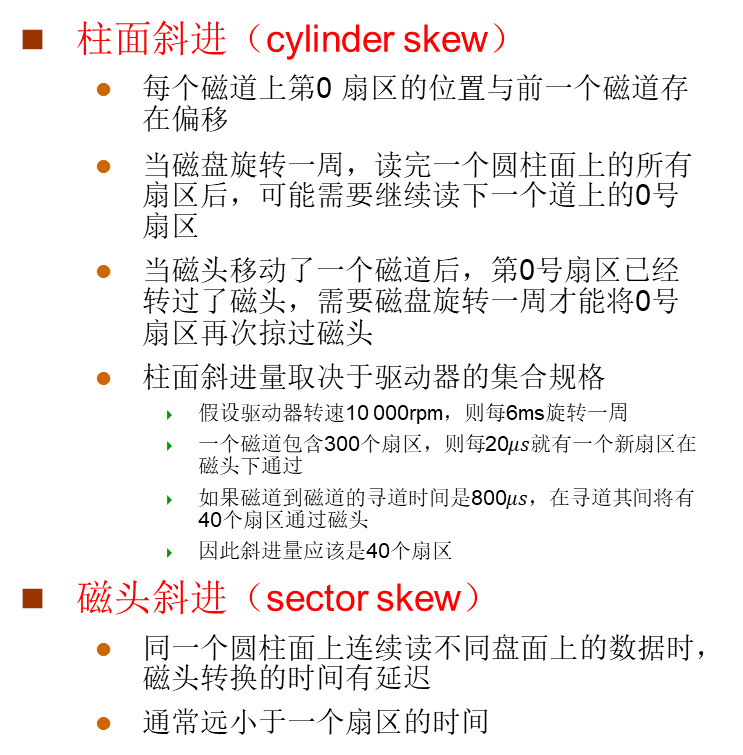 柱面斜进（cylinder skew）
每个磁道上第0 扇区的位置与前一个磁道存
在偏移
当磁盘旋转一周，读完一个圆柱面上的所有
扇区后，可能需要继续读下一个道上的0号
扇区
当磁头移动了一个磁道后，第0号扇区已经
转过了磁头，需要磁盘旋转一周才能将0号
扇区再次掠过磁头
柱面斜进量取决于驱动器的集合规格
假设驱动器转速10 000rpm，则每6ms旋转一周
一个磁道包含300个扇区，则每20μs就有一个新扇区在
磁头下通过
如果磁道到磁道的寻道时间是800μs，在寻道其间将有
40个扇区通过磁头
因此斜进量应该是40个扇区
磁头斜进（sector skew）
同一个圆柱面上连续读不同盘面上的数据时，
磁头转换的时间有延迟
通常远小于一个扇区的时间